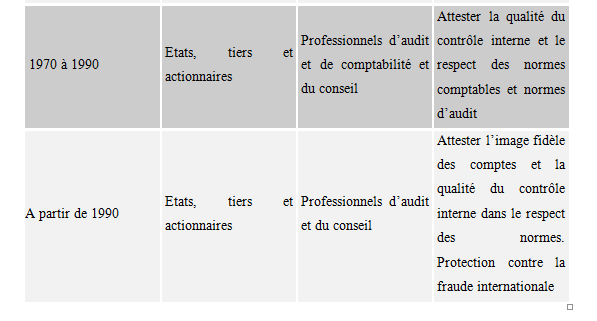 1970 à 1990
Etats, tiers et
actionnaires
Professionnels d’audit
et de comptabilité et
du conseil
Attester la qualité du
contrôle interne et le
respect des normes
comptables et normes
d’audit
A partir de 1990
Etats, tiers et
actionnaires
Professionnels d’audit
et du conseil
Attester l’image fidèle
des comptes et la
qualité du contrôle
interne dans le respect
des normes.
Protection contre la
fraude internationale